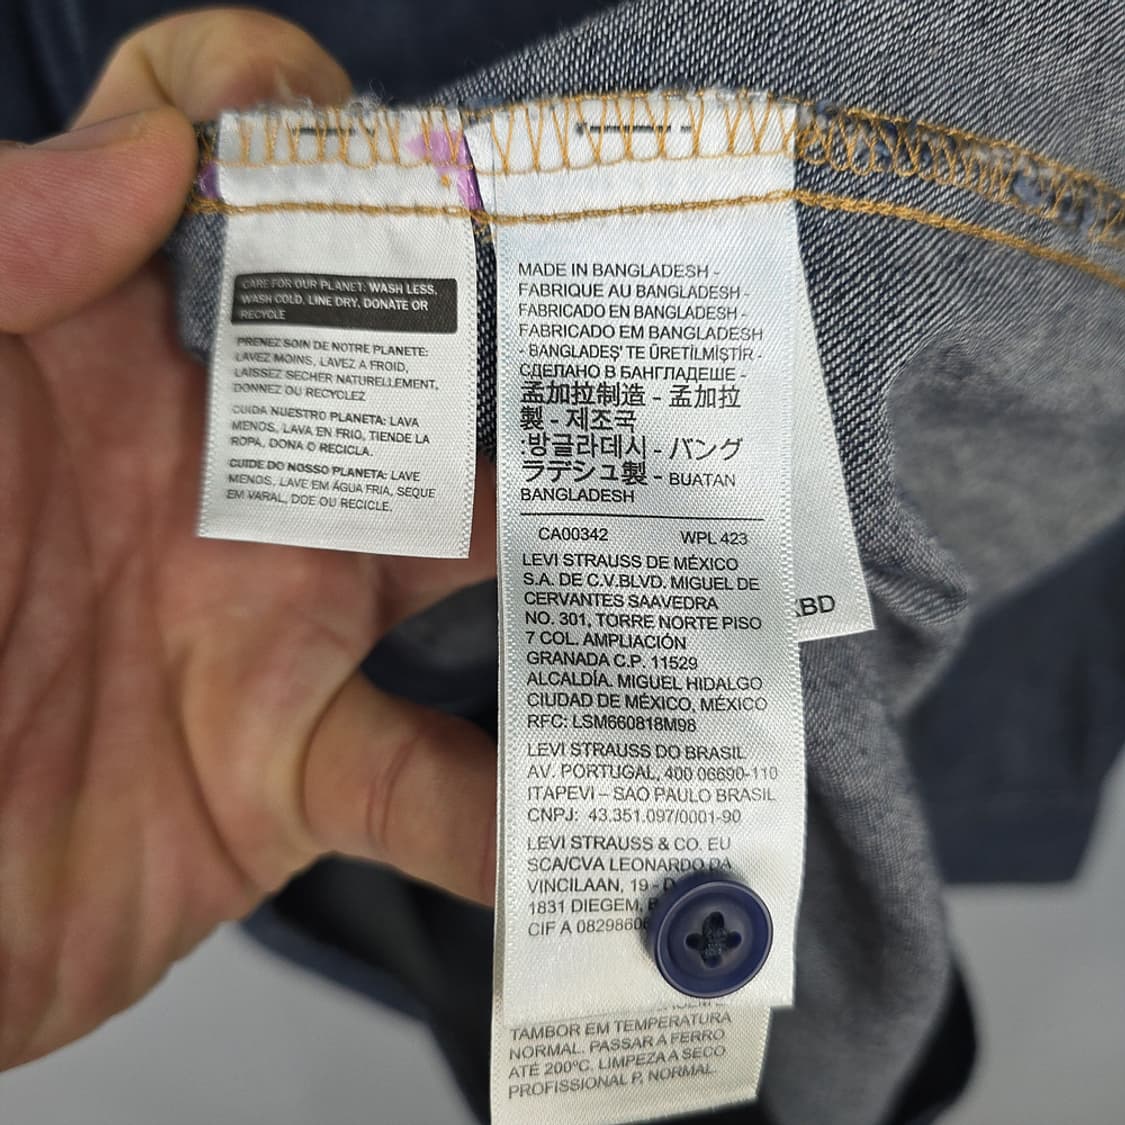 CARE FOR OUR PLANET: WASH LESS,
WASH COLD, LINE DRY, DONATE OR
RECYCLE
PRENEZ SOIN DE NOTRE PLANETE:
LAVEZ MOINS, LAVEZ A FROID,
LAISSEZ SECHER NATURELLEMENT,
DONNEZ OU RECYCLEZ
CUIDA NUESTRO PLANETA: LAVA
MENOS, LAVA EN FRIO, TIENDE LA
ROPA, DONA O RECICLA.
CUIDE DO NOSSO PLANETA: LAVE
MENOS, LAVE EM ÁGUA FRIA, SEQUE
EM VARAL, DOE OU RECICLE.
MADE IN BANGLADESH -
FABRIQUE AU BANGLADESH -
FABRICADO EN BANGLADESH -
FABRICADO EM BANGLADESH
- BANGLADEŞ' TE ÜRETİLMİŞTİR -
СДЕЛАНО В БАНГЛАДЕШЕ -
孟加拉制造 - 孟加拉
製 - 제조국
:방글라데시 - バング
ラデシュ製 - BUATAN
BANGLADESH
CA00342 WPL 423
LEVI STRAUSS DE MÉXICO
S.A. DE C.V.BLVD. MIGUEL DE
CERVANTES SAAVEDRA
NO. 301, TORRE NORTE PISO
7 COL. AMPLIACIÓN
GRANADA C.P. 11529
ALCALDÍA. MIGUEL HIDALGO
CIUDAD DE MÉXICO, MÉXICO
RFC: LSM660818M98
LEVI STRAUSS DO BRASIL
AV. PORTUGAL, 400 06690-110
ITAPEVI – SAO PAULO BRASIL
CNPJ: 43.351.097/0001-90
LEVI STRAUSS & CO. EU
SCA/CVA LEONARDO DA
VINCILAAN, 19 -
1831 DIEGEM,
CIF A
BD
TAMBOR EM TEMPERATURA
NORMAL. PASSAR A FERRO
ATÉ 200ºC. LIMPEZA A SECO
PROFISSIONAL P, NORMAL.